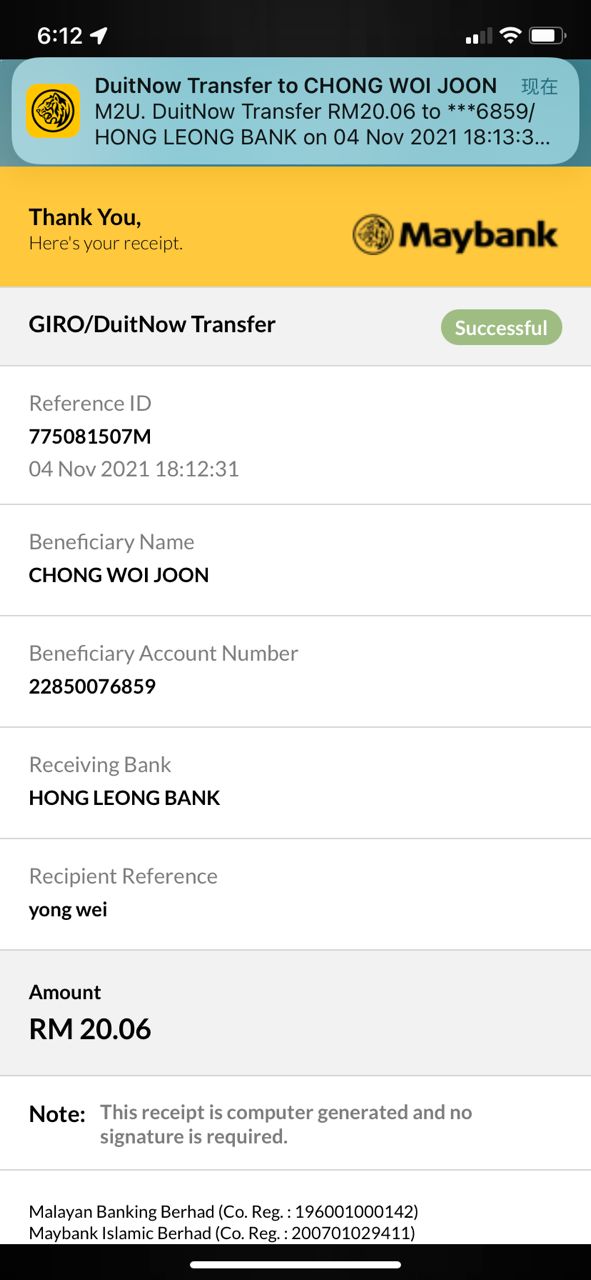 6:12
DuitNow Transfer to CHONG WOI JOON 现在
M2U. DuitNow Transfer RM20.06 to ***6859/
HONG LEONG BANK on 04 Nov 2021 18:13:3...
Thank You,
Here's your receipt.
Maybank
GIRO/DuitNow Transfer
Successful
Reference ID
775081507M
04 Nov 2021 18:12:31
Beneficiary Name
CHONG WOI JOON
Beneficiary Account Number
22850076859
Receiving Bank
HONG LEONG BANK
Recipient Reference
yong wei
Amount
RM 20.06
Note: This receipt is computer generated and no
signature is required.
Malayan Banking Berhad (Co. Reg. : 196001000142)
Maybank Islamic Berhad (Co. Reg. : 200701029411)